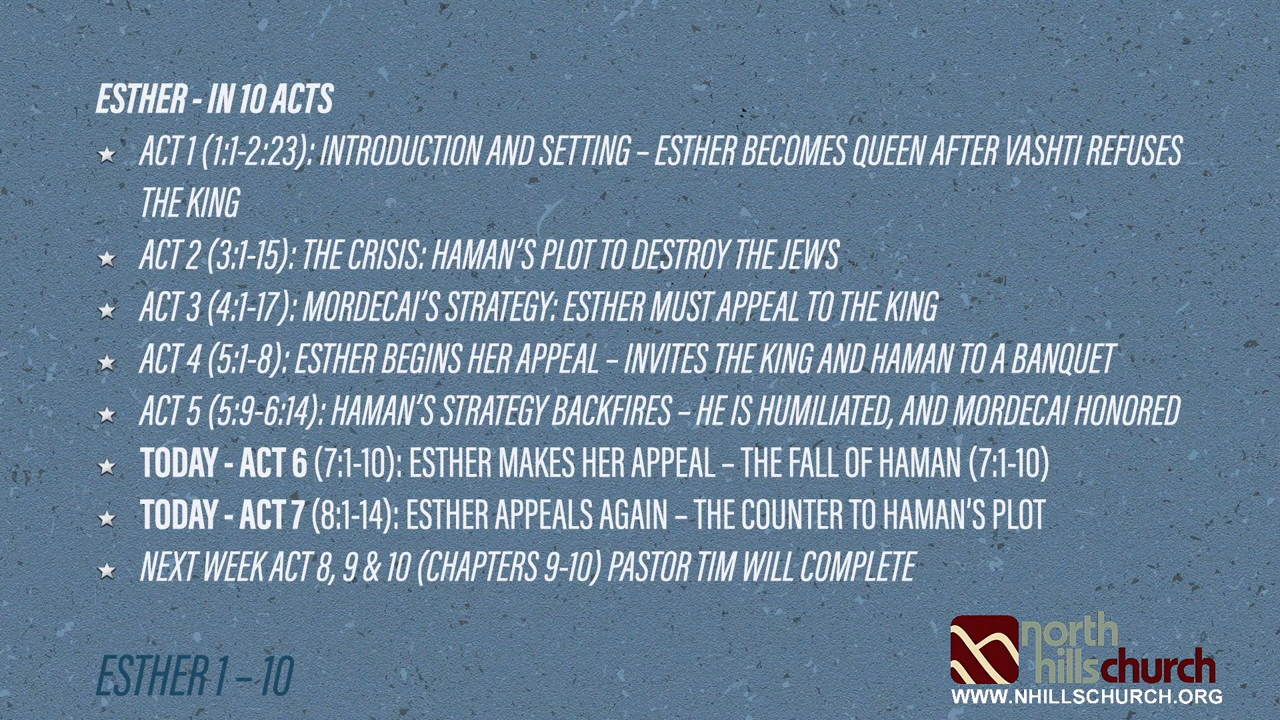 ESTHER - IN 10 ACTS
ACT 1 (1:1-2:23): INTRODUCTION AND SETTING – ESTHER BECOMES QUEEN AFTER VASHTI REFUSES
THE KING
ACT 2 (3:1-15): THE CRISIS: HAMAN'S PLOT TO DESTROY THE JEWS
ACT 3 (4:1-17): MORDECAI'S STRATEGY: ESTHER MUST APPEAL TO THE KING
ACT 4 (5:1-8): ESTHER BEGINS HER APPEAL – INVITES THE KING AND HAMAN TO A BANQUET
ACT 5 (5:9-6:14): HAMAN'S STRATEGY BACKFIRES – HE IS HUMILIATED, AND MORDECAI HONORED
TODAY - ACT 6 (7:1-10): ESTHER MAKES HER APPEAL – THE FALL OF HAMAN (7:1-10)
TODAY - ACT 7 (8:1-14): ESTHER APPEALS AGAIN – THE COUNTER TO HAMAN'S PLOT
NEXT WEEK ACT 8, 9 & 10 (CHAPTERS 9-10) PASTOR TIM WILL COMPLETE
ESTHER 1 – 10
north
hillschurch
WWW.NHILLSCHURCH.ORG